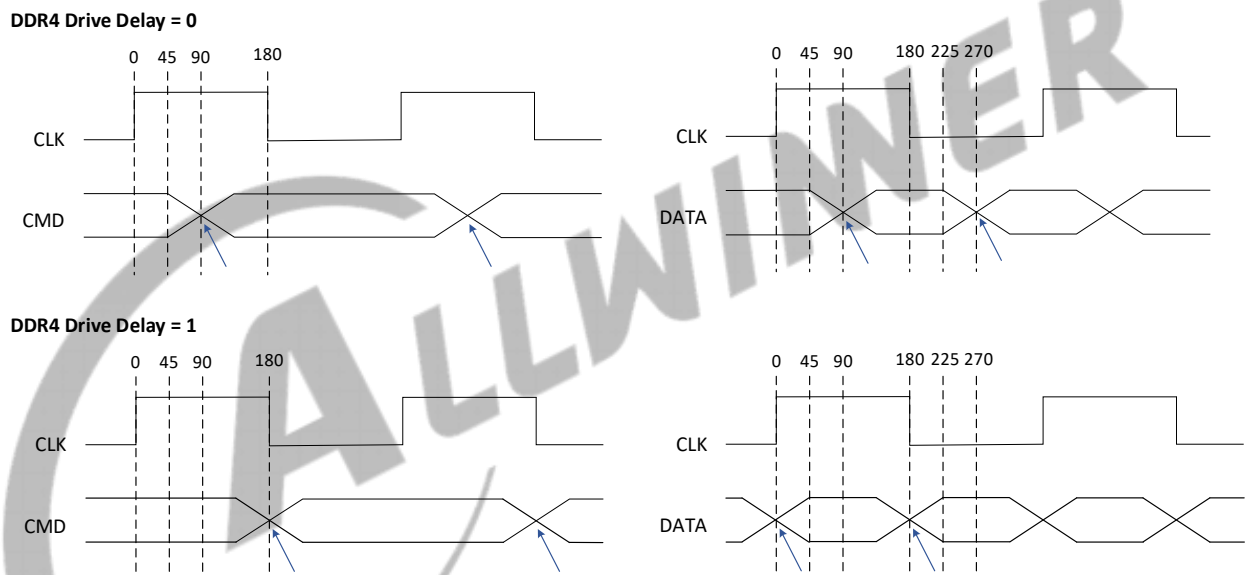 DDR4 Drive Delay = 0
0 45 90 180
CLK
CMD
0 45 90 180 225 270
CLK
DATA
DDR4 Drive Delay = 1
0 45 90 180
CLK
CMD
0 45 90 180 225 270
CLK
DATA
ALLWINNER